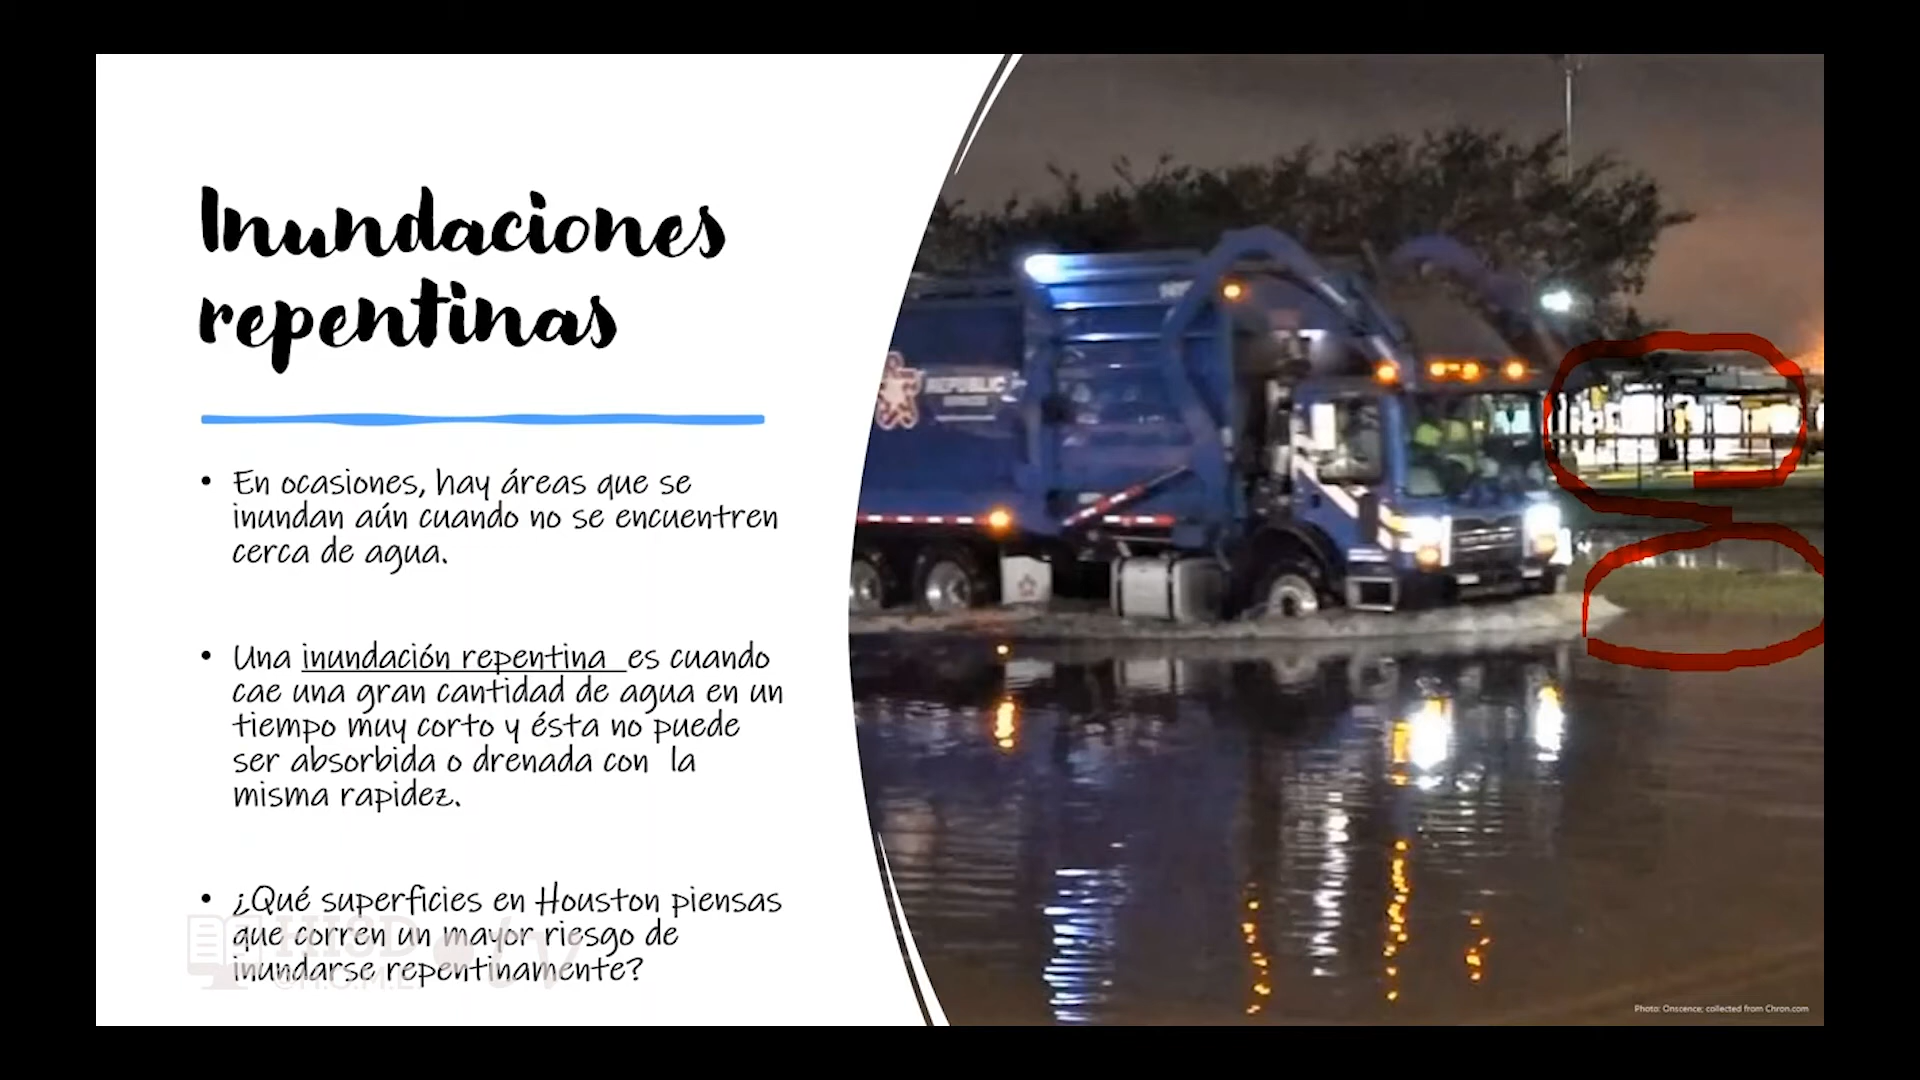 Inundaciones
repentinas
• En ocasiones, hay áreas que se
inundan aún cuando no se encuentren
cerca de agua.
• Una inundación repentina es cuando
cae una gran cantidad de agua en un
tiempo muy corto y ésta no puede
ser absorbida o drenada con la
misma rapidez.
• ¿Qué superficies en Houston piensas
que corren un mayor riesgo de
inundarse repentinamente?
HISD
@H.O.M.E.
REPUBLIC
Photo: Onscence; collected from Chron.com